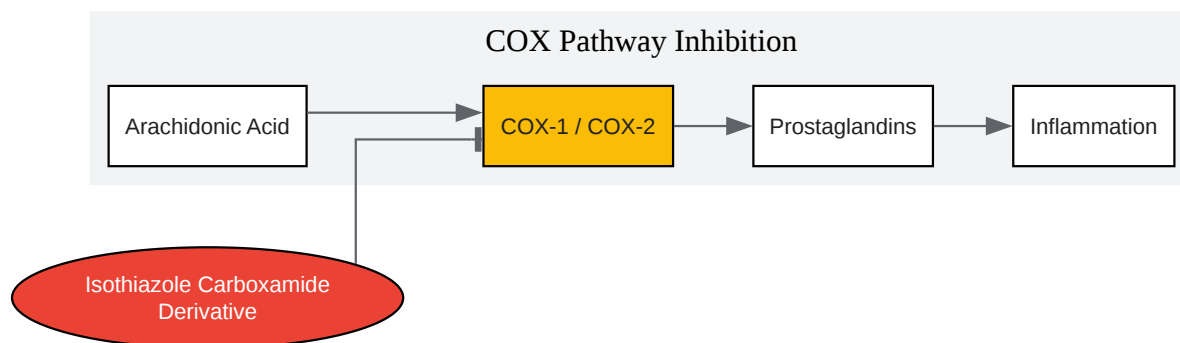 COX Pathway Inhibition
Arachidonic Acid
COX-1 / COX-2
Prostaglandins
Inflammation
Isothiazole Carboxamide
Derivative